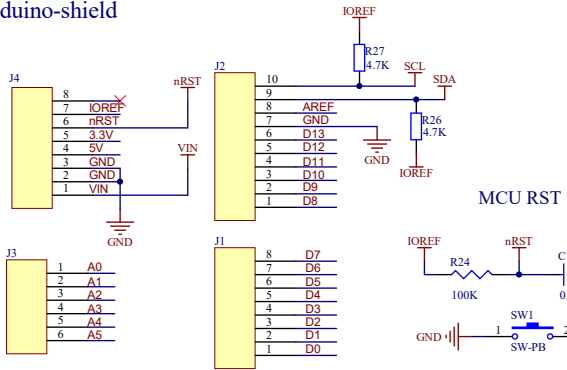 duino-shield
IOREF
R27
4.7K
SCL
SDA
R26
4.7K
IOREF
J4
8
7 IOREF
6 nRST
5 3.3V
4 5V
3 GND
2 GND
1 VIN
nRST
VIN
GND
J2
10
9
8 AREF
7 GND
6 D13
5 D12
4 D11
3 D10
2 D9
1 D8
GND
J3
1 A0
2 A1
3 A2
4 A3
5 A4
6 A5
J1
8 D7
7 D6
6 D5
5 D4
4 D3
3 D2
2 D1
1 D0
MCU RST
IOREF
R24
100K
nRST
C
0.
GND
1
SW1
2
SW-PB